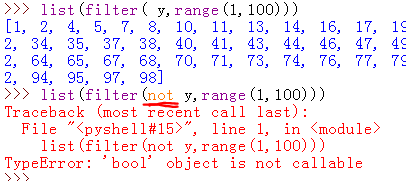 >>> list(filter( y,range(1,100)))
[1, 2, 4, 5, 7, 8, 10, 11, 13, 14, 16, 17, 19
2, 34, 35, 37, 38, 40, 41, 43, 44, 46, 47, 49
2, 64, 65, 67, 68, 70, 71, 73, 74, 76, 77, 79
2, 94, 95, 97, 98]
>>> list(filter(not y,range(1,100)))
Traceback (most recent call last):
  File "<pyshell#15>", line 1, in <module>
    list(filter(not y,range(1,100)))
TypeError: 'bool' object is not callable
>>>